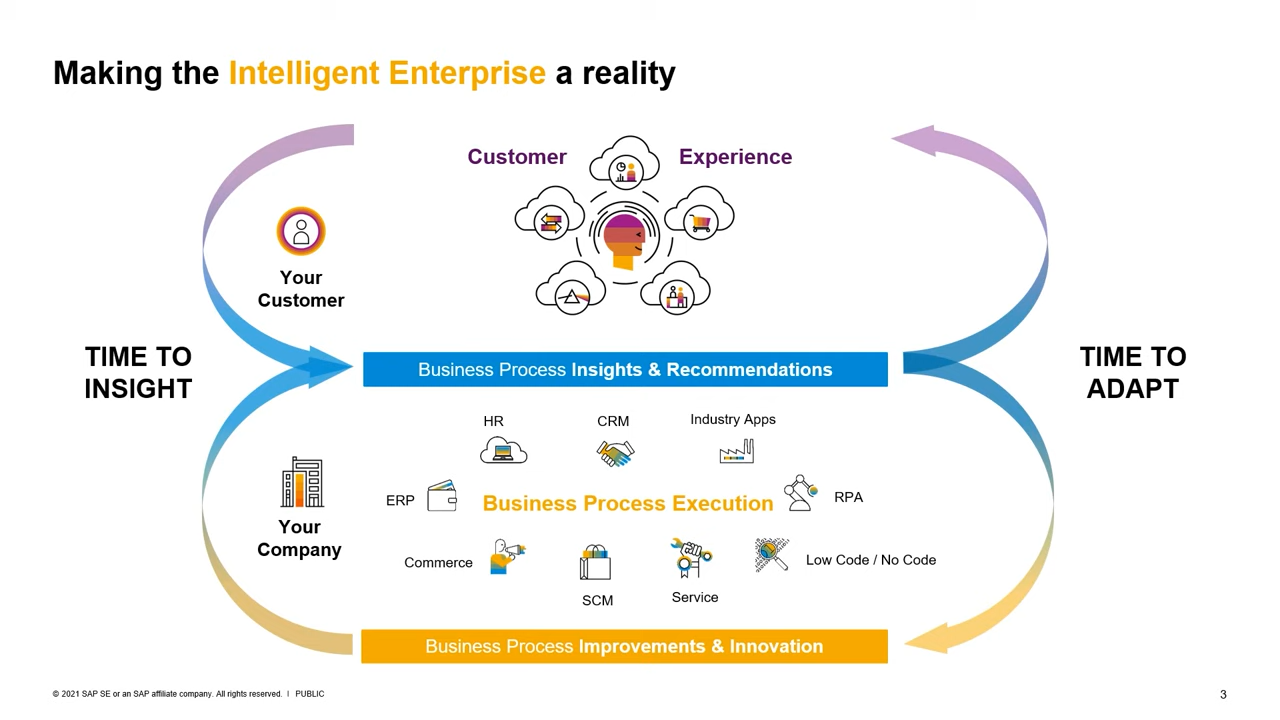 Making the Intelligent Enterprise a reality
Customer Experience
Your
Customer
TIME TO
INSIGHT
TIME TO
ADAPT
Business Process Insights & Recommendations
HR
CRM
Industry Apps
ERP
Business Process Execution
RPA
Your
Company
Commerce
SCM
Service
Low Code / No Code
Business Process Improvements & Innovation
© 2021 SAP SE or an SAP affiliate company. All rights reserved. | PUBLIC
3